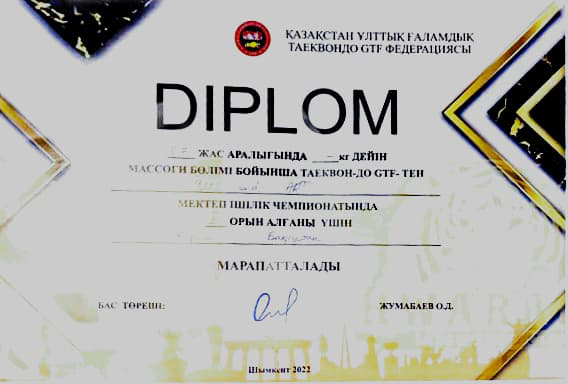 ҚАЗАҚСТАН ҰЛТТЫҚ ҒАЛАМДЫҚ
ТАЕКВОНДО GTF ФЕДЕРАЦИЯСЫ
DIPLOM
ЖАС АРАЛЫҒЫНДА - кг ДЕЙІН
МАССОГИ БӨЛІМІ БОЙЫНША ТАЕКВОН-ДО GTF- ТЕН
МЕКТЕП ІШІЛІК ЧЕМПИОНАТЫНДА
ОРЫН АЛҒАНЫ ҮШІН
МАРАПАТТАЛАДЫ
БАС ТӨРЕШІ:
ЖУМАБАЕВ О.Д.
Шымкент 2022